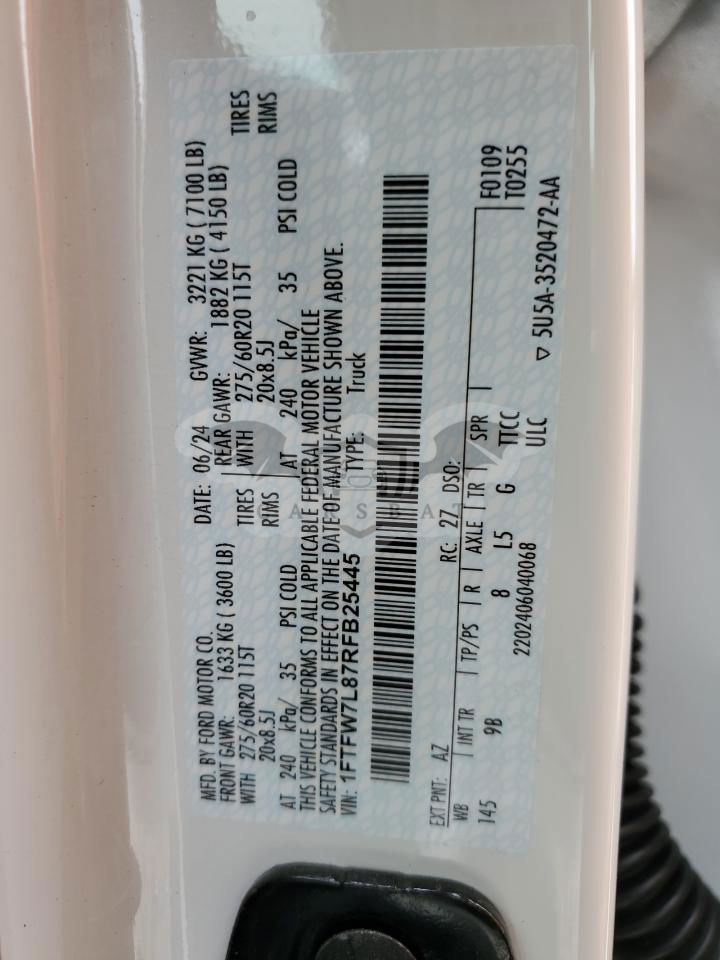 MFD. BY FORD MOTOR CO.
DATE: 06/24 GVWR: 3221 KG ( 7100 LB)
FRONT GAWR: 1633 KG ( 3600 LB) REAR GAWR: 1882 KG ( 4150 LB)
WITH 275/60R20 115T TIRES WITH 275/60R20 115T TIRES
20x8.5J RIMS 20x8.5J RIMS
AT 240 kPa/ 35 PSI COLD AT 240 kPa/ 35 PSI COLD
THIS VEHICLE CONFORMS TO ALL APPLICABLE FEDERAL MOTOR VEHICLE
SAFETY STANDARDS IN EFFECT ON THE DATE OF MANUFACTURE SHOWN ABOVE.
VIN: 1FTFW7L87RFB25445 TYPE: Truck
EXT PNT: AZ RC: 27 DSO: F0109
WB INT TR TP/PS R AXLE TR SPR T0255
145 9B 8 L5 G TTCC
2202406040068 ULC ▽ 5U5A-3520472-AA